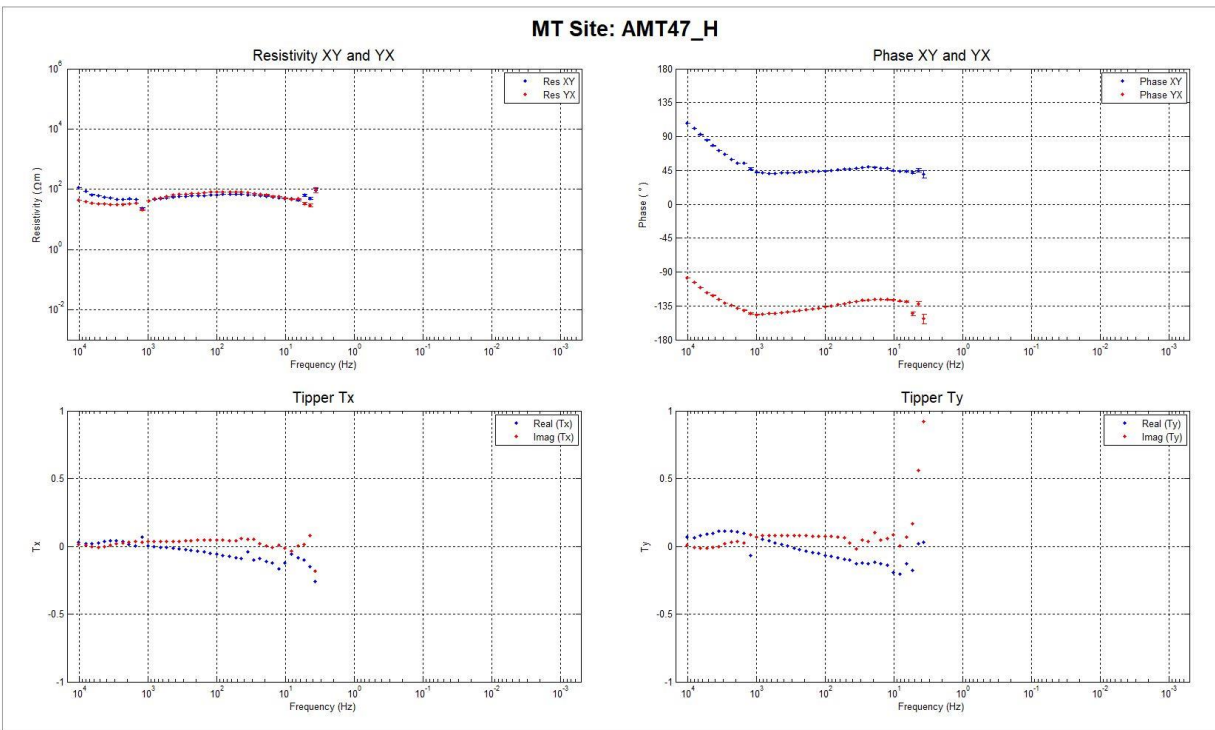 MT Site: AMT47_H
Resistivity XY and YX
Res XY
Res YX
10^6
10^4
10^2
10^0
10^-2
Resistivity (Ωm)
10^4 10^3 10^2 10^1 10^0 10^-1 10^-2 10^-3
Frequency (Hz)
Phase XY and YX
Phase XY
Phase YX
180
135
90
45
0
-45
-90
-135
-180
Phase (°)
10^4 10^3 10^2 10^1 10^0 10^-1 10^-2 10^-3
Frequency (Hz)
Tipper Tx
Real (Tx)
Imag (Tx)
1
0.5
0
-0.5
-1
Tx
10^4 10^3 10^2 10^1 10^0 10^-1 10^-2 10^-3
Frequency (Hz)
Tipper Ty
Real (Ty)
Imag (Ty)
1
0.5
0
-0.5
-1
Ty
10^4 10^3 10^2 10^1 10^0 10^-1 10^-2 10^-3
Frequency (Hz)